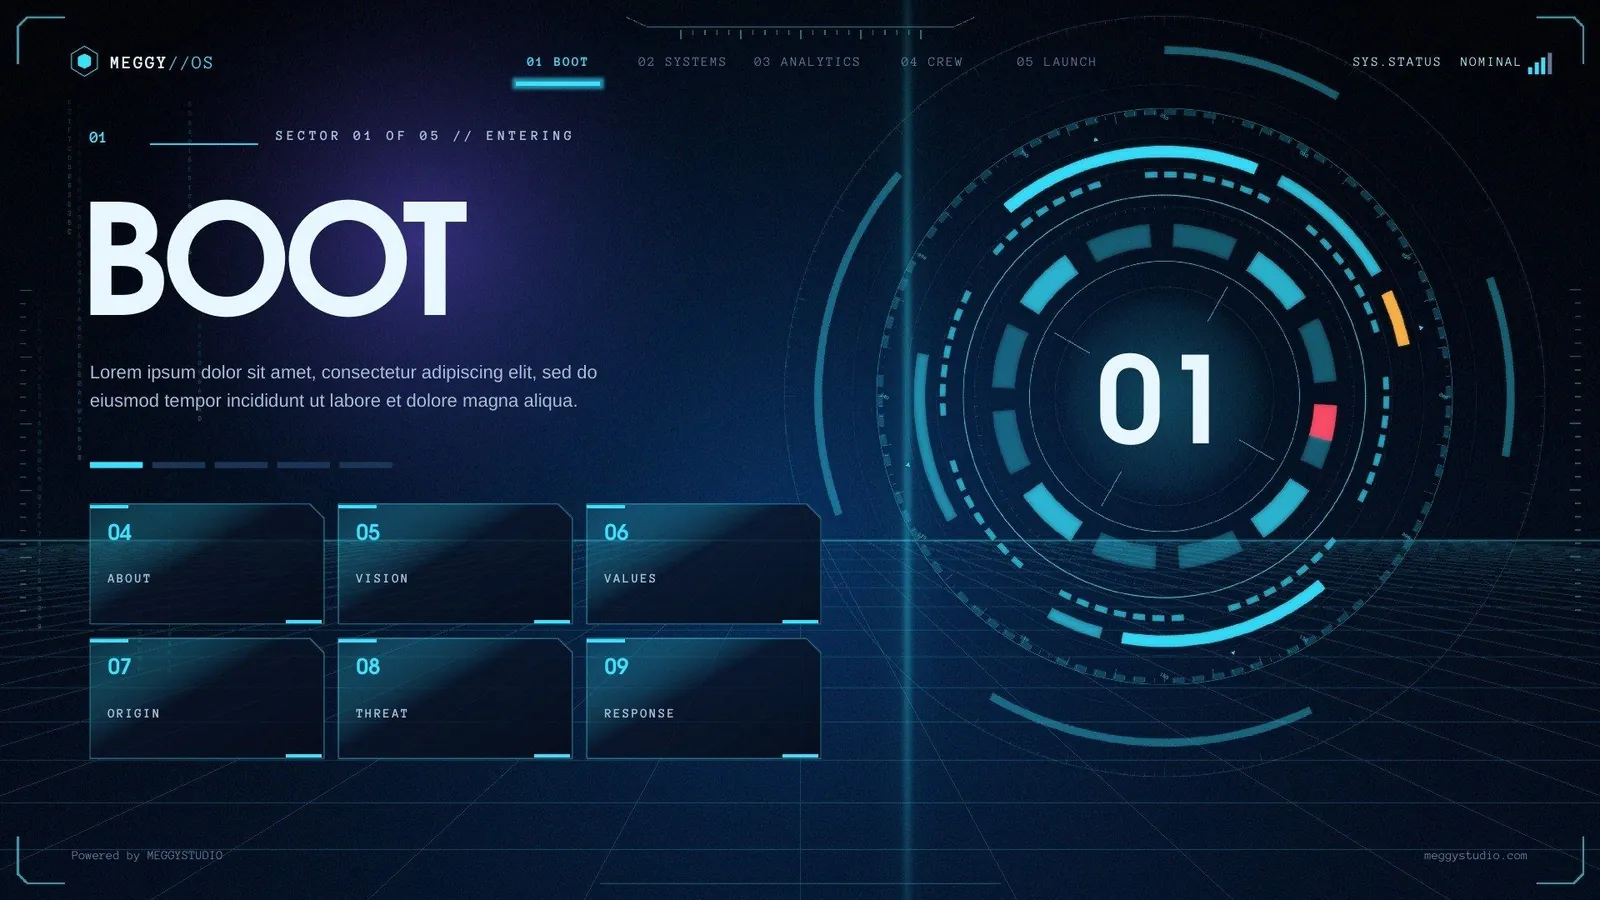 MEGGY//OS
01 BOOT
02 SYSTEMS
03 ANALYTICS
04 CREW
05 LAUNCH
SYS.STATUS NOMINAL
01
SECTOR 01 OF 05 // ENTERING
BOOT
Lorem ipsum dolor sit amet, consectetur adipiscing elit, sed do
eiusmod tempor incididunt ut labore et dolore magna aliqua.
01
04
ABOUT
05
VISION
06
VALUES
07
ORIGIN
08
THREAT
09
RESPONSE
Powered by MEGGYSTUDIO
meggystudio.com